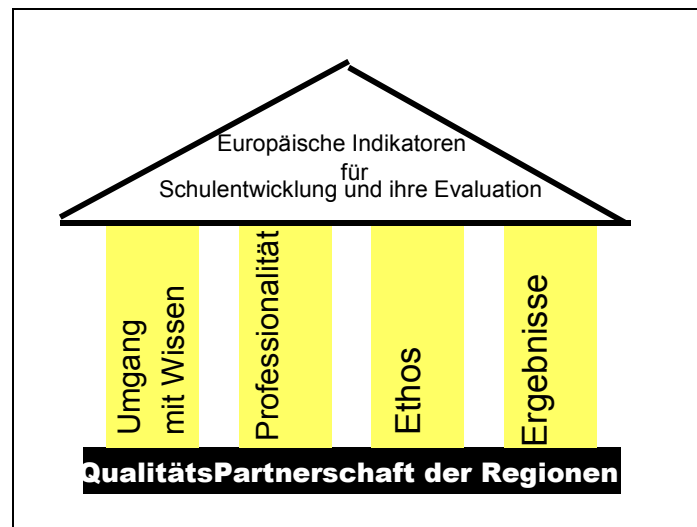 Europäische Indikatoren
für
Schulentwicklung und ihre Evaluation
Umgang
mit Wissen
Professionalität
Ethos
Ergebnisse
QualitätsPartnerschaft der Regionen